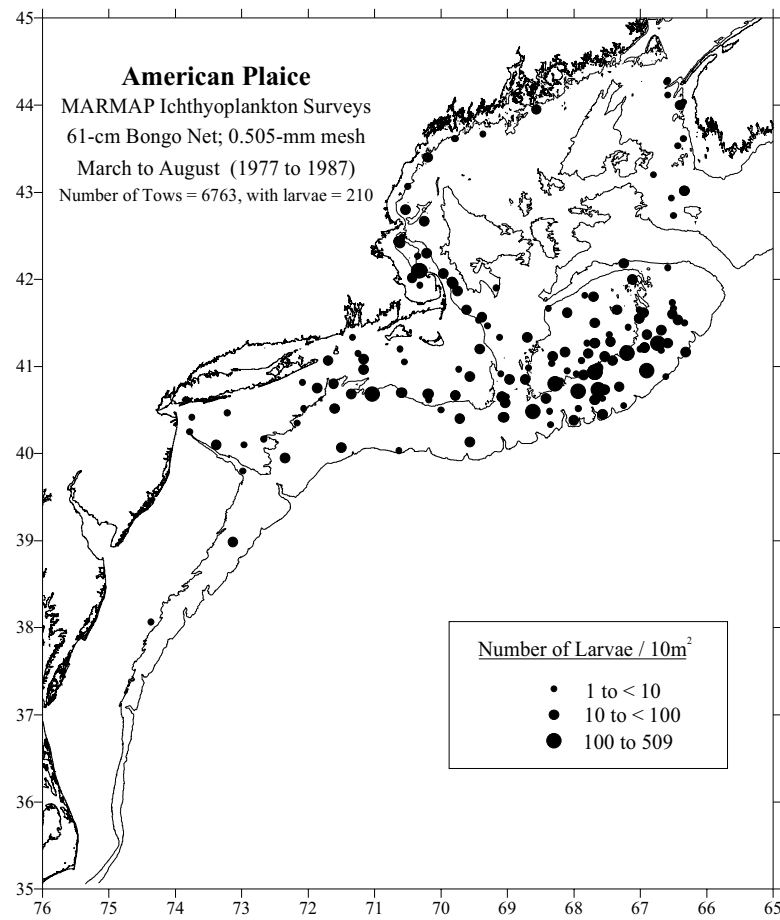 American Plaice
MARMAP Ichthyoplankton Surveys
61-cm Bongo Net; 0.505-mm mesh
March to August (1977 to 1987)
Number of Tows = 6763, with larvae = 210
45
44
43
42
41
40
39
38
37
36
35
Number of Larvae / 10m²
1 to < 10
10 to < 100
100 to 509
76 75 74 73 72 71 70 69 68 67 66 65